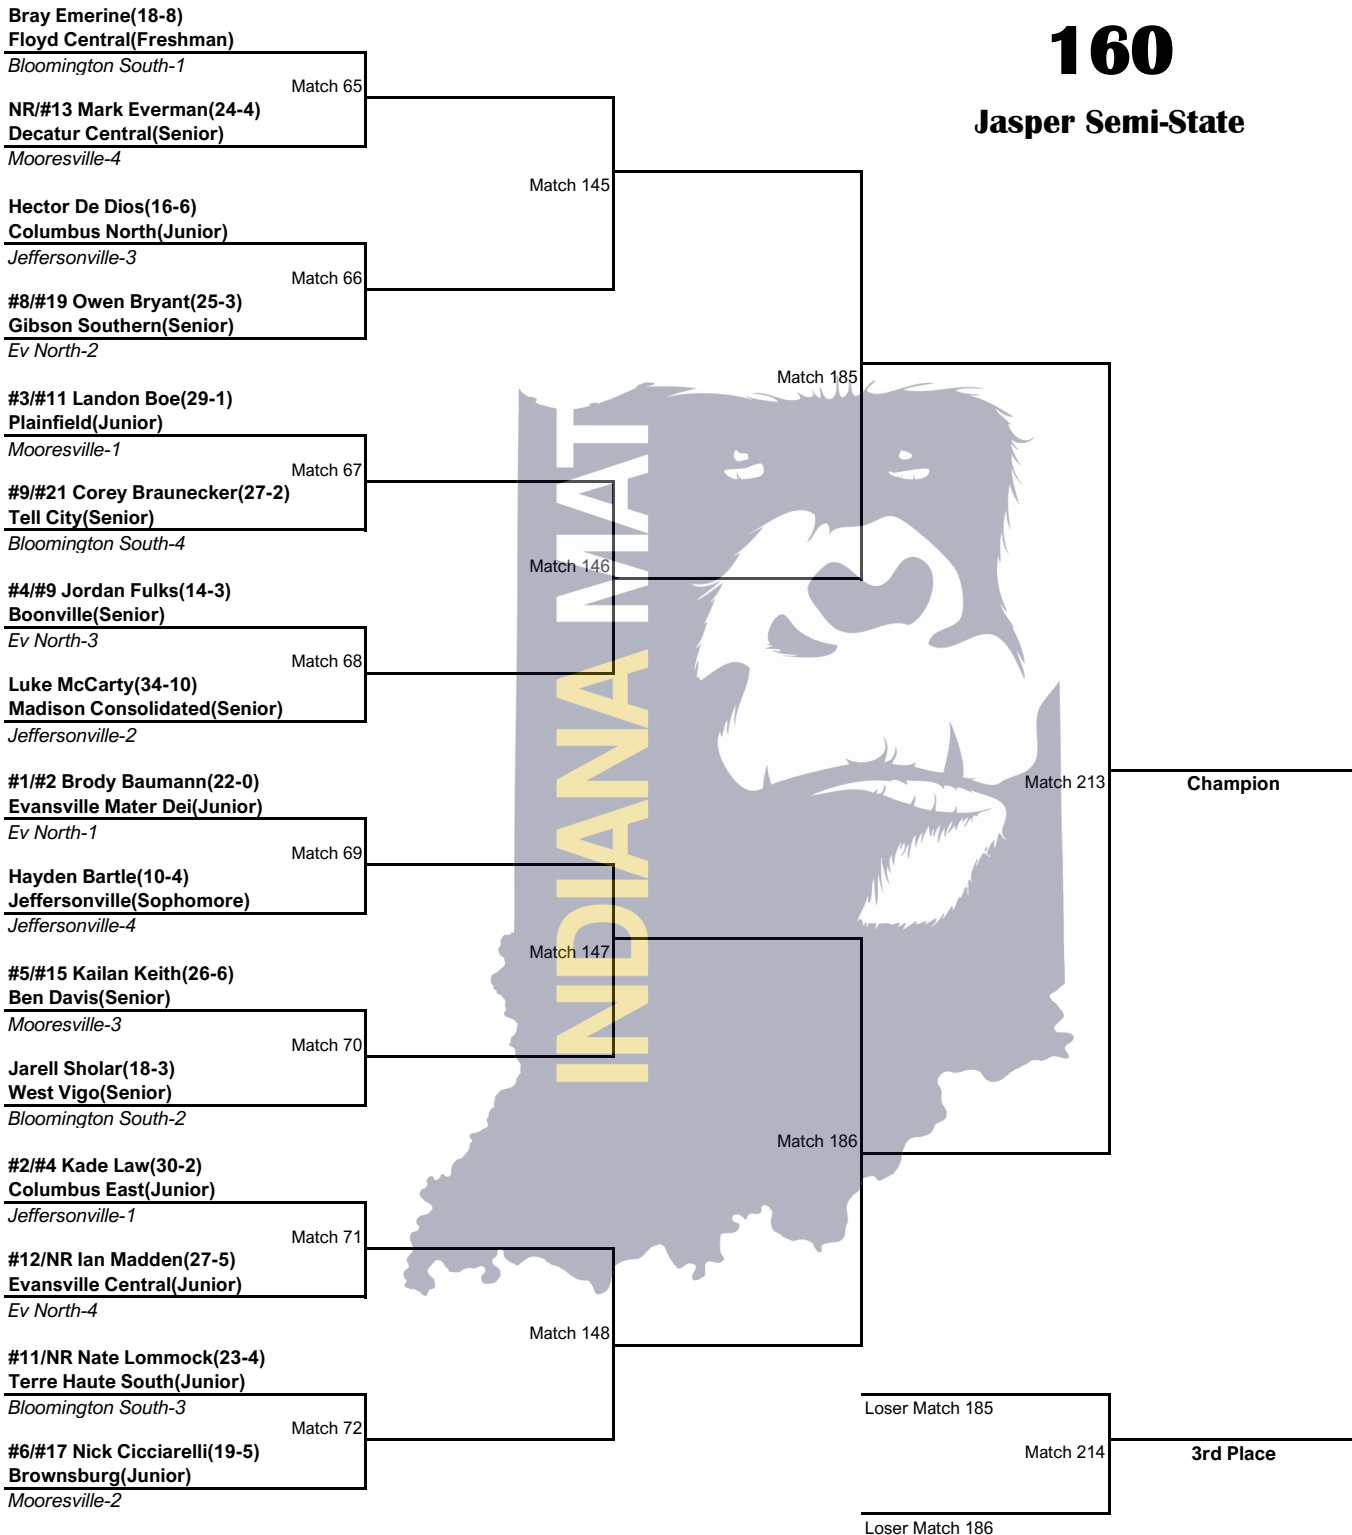 160
Jasper Semi-State
Bray Emerine(18-8)
Floyd Central(Freshman)
Bloomington South-1
Match 65
NR/#13 Mark Everman(24-4)
Decatur Central(Senior)
Mooresville-4
Match 145
Hector De Dios(16-6)
Columbus North(Junior)
Jeffersonville-3
Match 66
#8/#19 Owen Bryant(25-3)
Gibson Southern(Senior)
Ev North-2
Match 185
#3/#11 Landon Boe(29-1)
Plainfield(Junior)
Mooresville-1
Match 67
#9/#21 Corey Braunecker(27-2)
Tell City(Senior)
Bloomington South-4
Match 146
#4/#9 Jordan Fulks(14-3)
Boonville(Senior)
Ev North-3
Match 68
Luke McCarty(34-10)
Madison Consolidated(Senior)
Jeffersonville-2
INDIANA MAT
Match 213
Champion
#1/#2 Brody Baumann(22-0)
Evansville Mater Dei(Junior)
Ev North-1
Match 69
Hayden Bartle(10-4)
Jeffersonville(Sophomore)
Jeffersonville-4
Match 147
#5/#15 Kailan Keith(26-6)
Ben Davis(Senior)
Mooresville-3
Match 70
Jarell Sholar(18-3)
West Vigo(Senior)
Bloomington South-2
Match 186
#2/#4 Kade Law(30-2)
Columbus East(Junior)
Jeffersonville-1
Match 71
#12/NR Ian Madden(27-5)
Evansville Central(Junior)
Ev North-4
Match 148
#11/NR Nate Lommock(23-4)
Terre Haute South(Junior)
Bloomington South-3
Match 72
#6/#17 Nick Cicciarelli(19-5)
Brownsburg(Junior)
Mooresville-2
Loser Match 185
Match 214
3rd Place
Loser Match 186